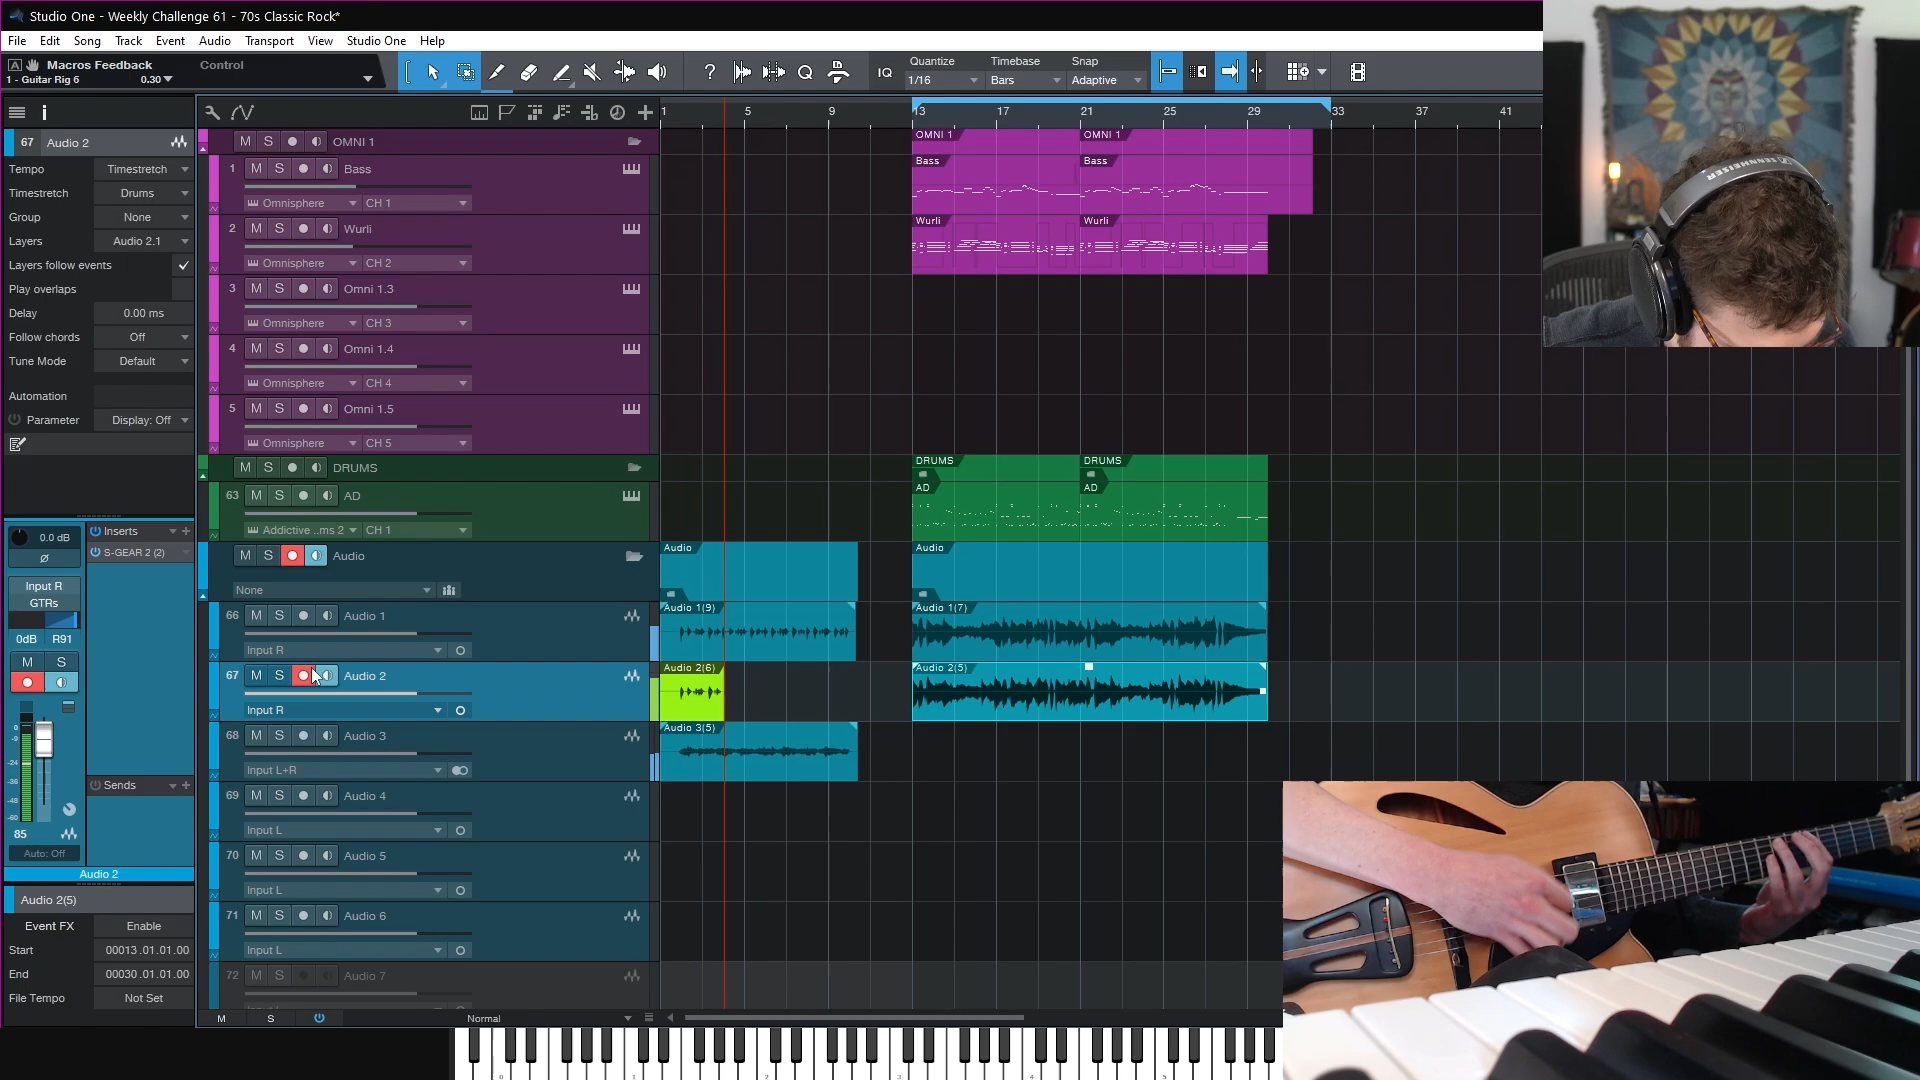 Studio One - Weekly Challenge 61 - 70s Classic Rock*
File Edit Song Track Event Audio Transport View Studio One Help
A Macros Feedback Control
1 - Guitar Rig 6 0.30
IQ
Quantize Timebase Snap
1/16 Bars Adaptive
1 5 9 13 17 21 25 29 33 37 41
67 Audio 2
Tempo Timestretch
Timestretch Drums
Group None
Layers Audio 2.1
Layers follow events
Play overlaps
Delay 0.00 ms
Follow chords Off
Tune Mode Default
Automation
Parameter Display: Off
0.0 dB
Inserts
S-GEAR 2 (2)
Input R
GTRs
0dB R91
M S
Sends
85
Auto: Off
Audio 2
Audio 2(5)
Event FX Enable
Start 00013.01.01.00
End 00030.01.01.00
File Tempo Not Set
M S OMNI 1
1 M S Bass
Omnisphere CH 1
2 M S Wurli
Omnisphere CH 2
3 M S Omni 1.3
Omnisphere CH 3
4 M S Omni 1.4
Omnisphere CH 4
5 M S Omni 1.5
Omnisphere CH 5
M S DRUMS
63 M S AD
Addictive ..ms 2 CH 1
M S Audio
None
66 M S Audio 1
Input R
67 M S Audio 2
Input R
68 M S Audio 3
Input L+R
69 M S Audio 4
Input L
70 M S Audio 5
Input L
71 M S Audio 6
Input L
72 M S Audio 7
M S Normal
OMNI 1 OMNI 1
Bass Bass
Wurli Wurli
DRUMS DRUMS
AD AD
Audio Audio
Audio 1(9) Audio 1(7)
Audio 2(6) Audio 2(5)
Audio 3(5)
SENNHEISER